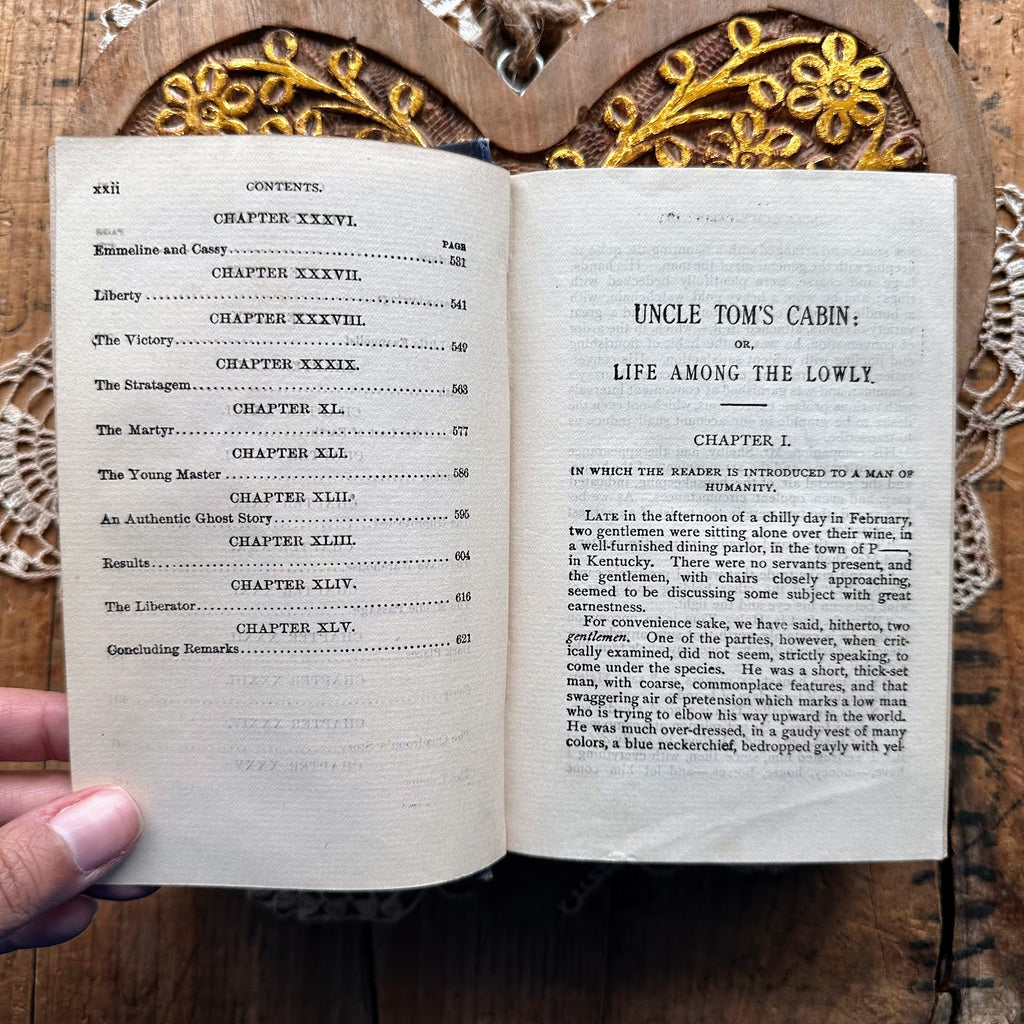 xxii CONTENTS.
CHAPTER XXXVI.
PAGE
Emmeline and Cassy 531
CHAPTER XXXVII.
Liberty 541
CHAPTER XXXVIII.
The Victory 549
CHAPTER XXXIX.
The Stratagem 563
CHAPTER XL.
The Martyr 577
CHAPTER XLI.
The Young Master 586
CHAPTER XLII.
An Authentic Ghost Story 595
CHAPTER XLIII.
Results 604
CHAPTER XLIV.
The Liberator 616
CHAPTER XLV.
Concluding Remarks 621
UNCLE TOM'S CABIN:
OR,
LIFE AMONG THE LOWLY.
CHAPTER I.
IN WHICH THE READER IS INTRODUCED TO A MAN OF
HUMANITY.
LATE in the afternoon of a chilly day in February,
two gentlemen were sitting alone over their wine, in
a well-furnished dining parlor, in the town of P——,
in Kentucky. There were no servants present, and
the gentlemen, with chairs closely approaching,
seemed to be discussing some subject with great
earnestness.
For convenience sake, we have said, hitherto, two
gentlemen. One of the parties, however, when crit-
ically examined, did not seem, strictly speaking, to
come under the species. He was a short, thick-set
man, with coarse, commonplace features, and that
swaggering air of pretension which marks a low man
who is trying to elbow his way upward in the world.
He was much over-dressed, in a gaudy vest of many
colors, a blue neckerchief, bedropped gayly with yel-